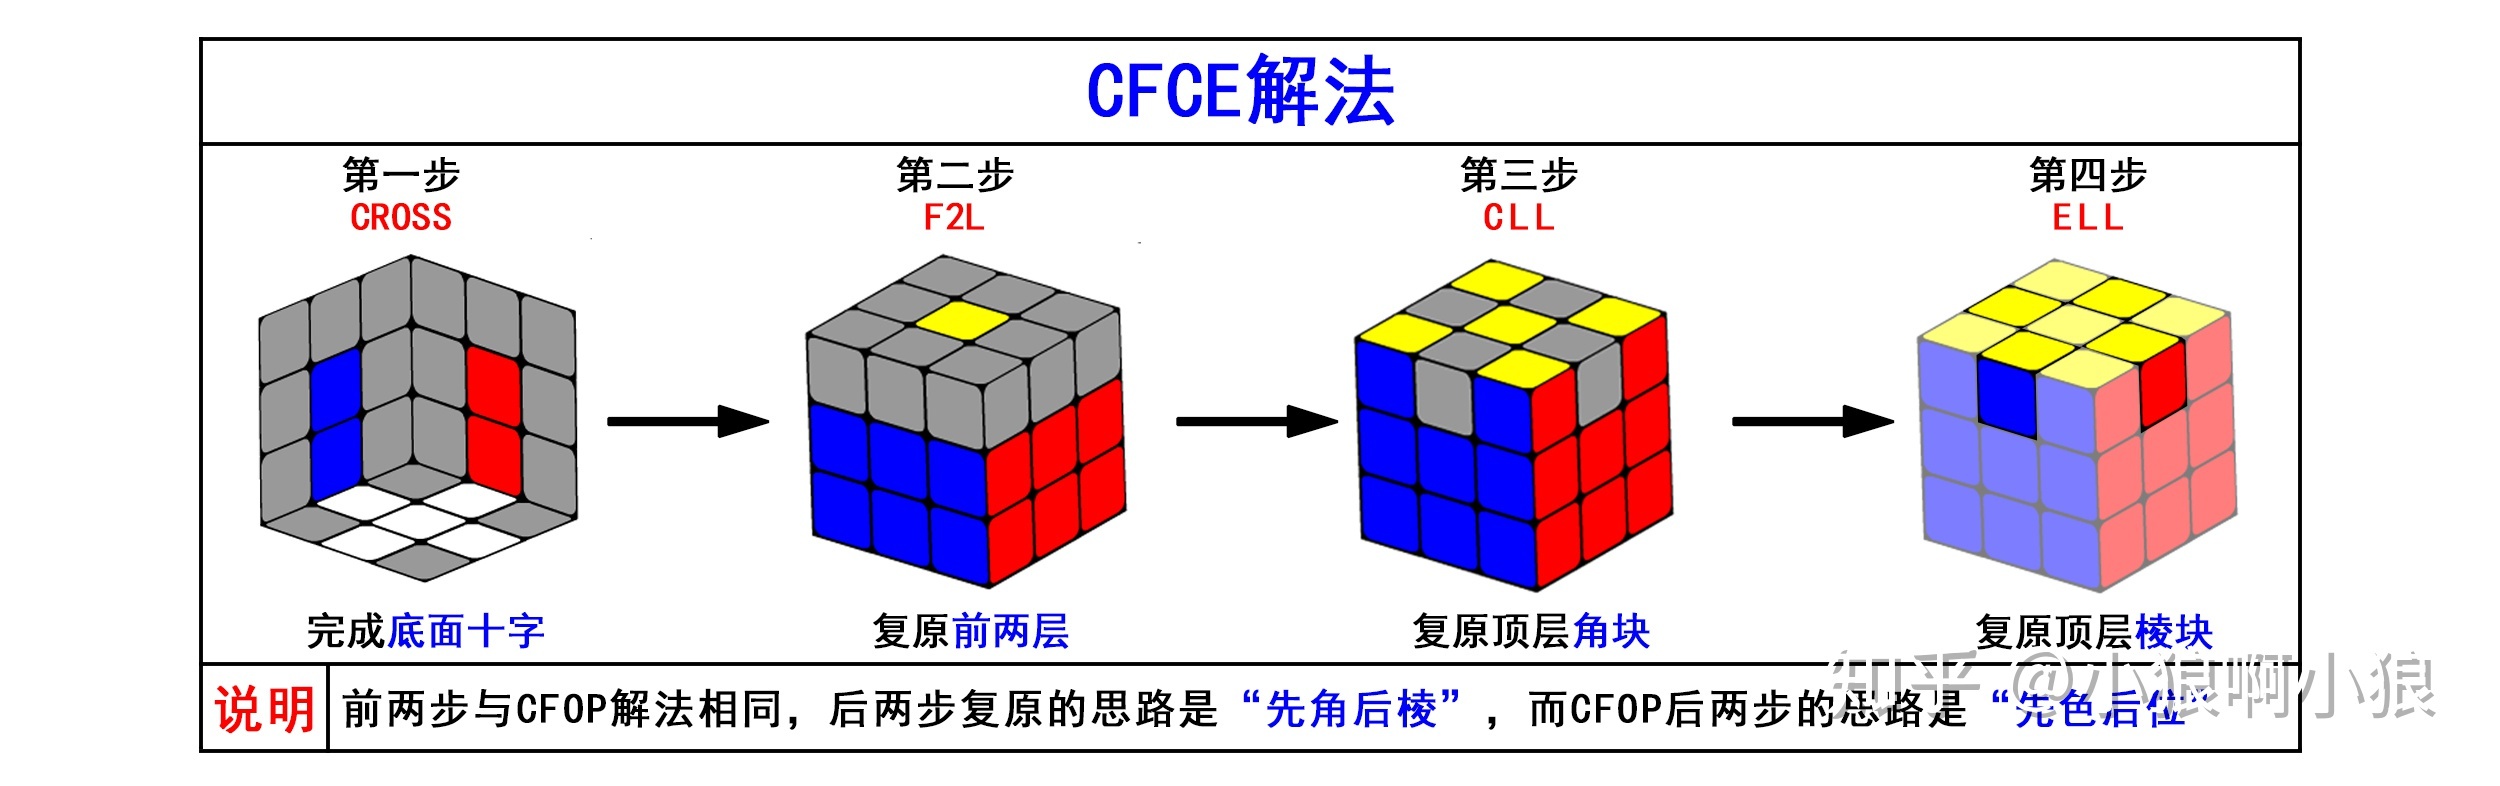 CFCE解法
第一步
CROSS
第二步
F2L
第三步
CLL
第四步
ELL
完成底面十字
复原前两层
复原顶层角块
复原顶层棱块
说明
前两步与CFOP解法相同，后两步复原的思路是“先角后棱”，而CFOP后两步的思路是“先色后位”
知乎 @小狼啊小狼